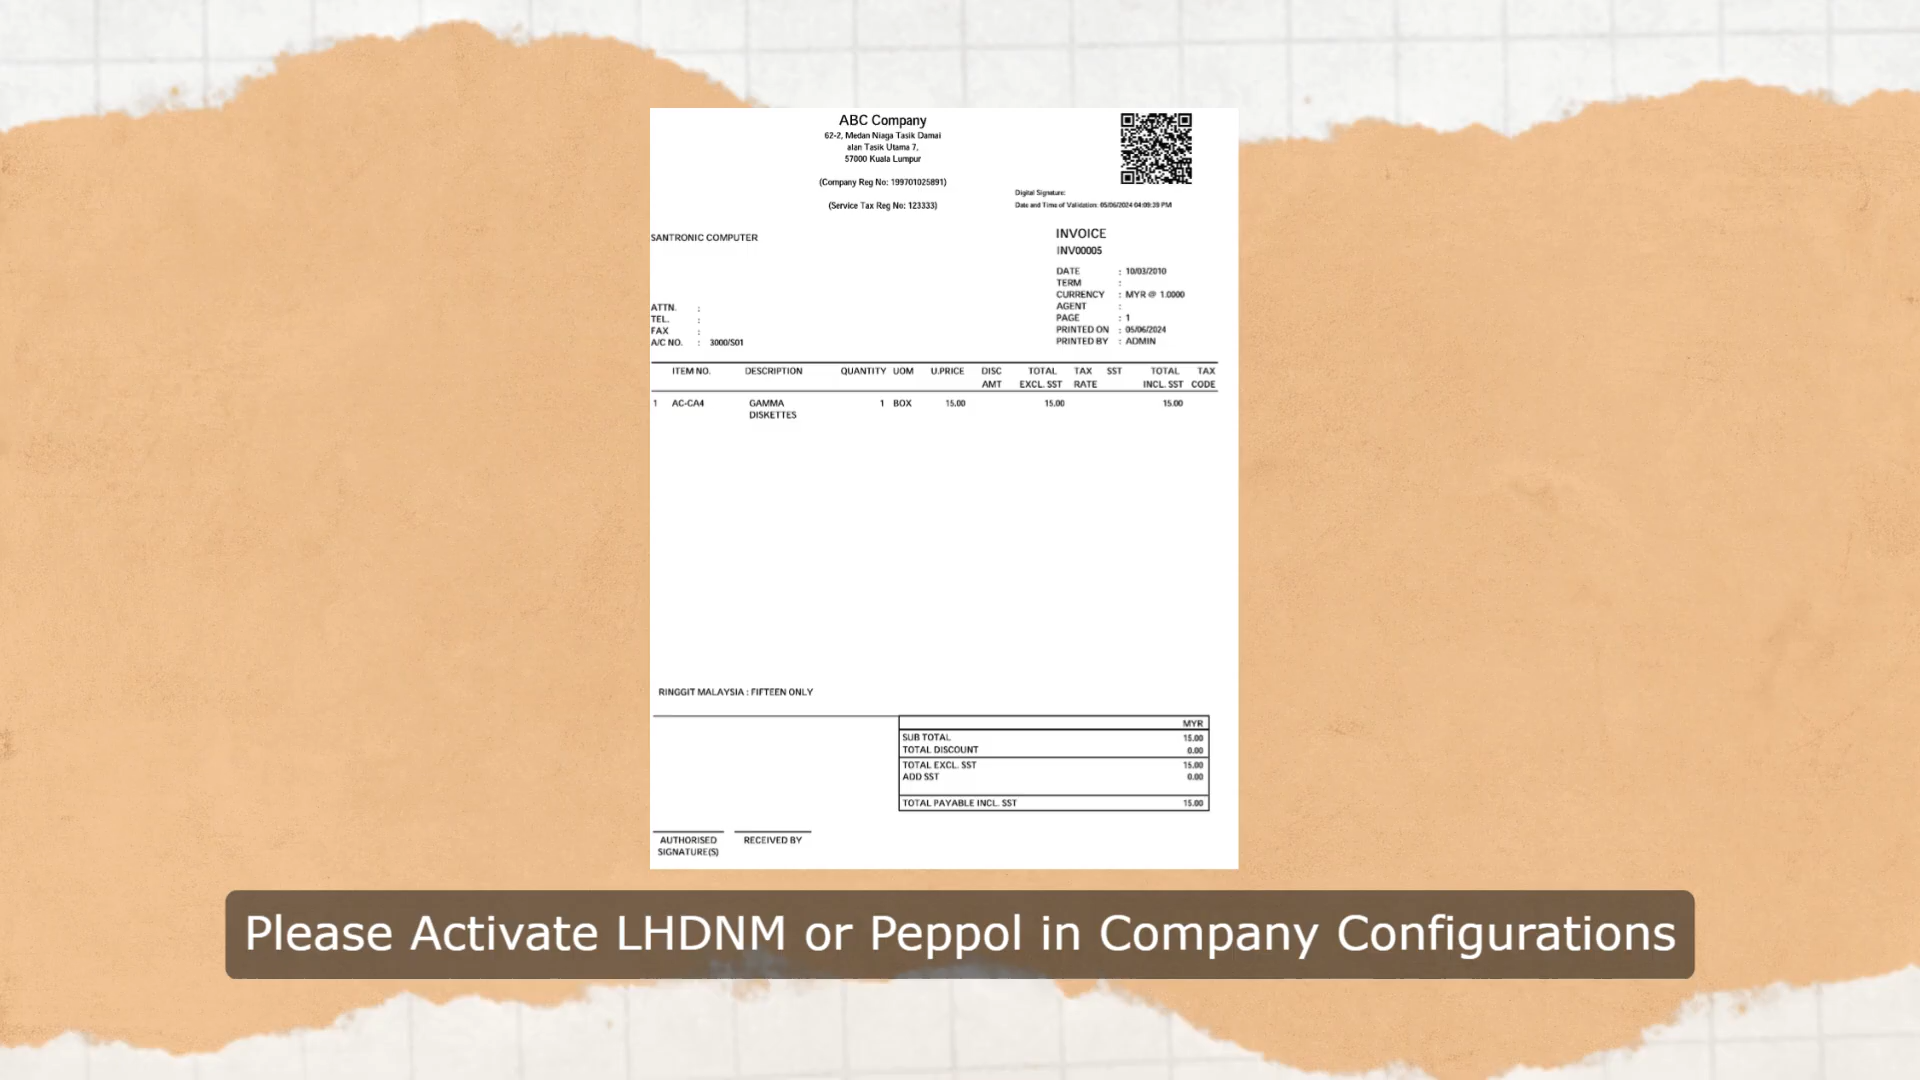 ABC Company
62-2, Medan Niaga Tasik Damai
alan Tasik Utama 7,
57000 Kuala Lumpur
(Company Reg No: 199701025891)
(Service Tax Reg No: 123333)
Digital Signature:
Date and Time of Validation: 05/06/2024 04:09:39 PM
SANTRONIC COMPUTER
INVOICE
INV00005
DATE : 10/03/2010
TERM :
CURRENCY : MYR @ 1.0000
AGENT :
PAGE : 1
PRINTED ON : 05/06/2024
PRINTED BY : ADMIN
ATTN. :
TEL. :
FAX :
A/C NO. : 3000/S01
ITEM NO. DESCRIPTION QUANTITY UOM U.PRICE DISC TOTAL TAX SST TOTAL TAX
AMT EXCL. SST RATE INCL. SST CODE
1 AC-CA4 GAMMA 1 BOX 15.00 15.00 15.00
DISKETTES
RINGGIT MALAYSIA : FIFTEEN ONLY
MYR
SUB TOTAL 15.00
TOTAL DISCOUNT 0.00
TOTAL EXCL. SST 15.00
ADD SST 0.00
TOTAL PAYABLE INCL. SST 15.00
AUTHORISED RECEIVED BY
SIGNATURE(S)
Please Activate LHDNM or Peppol in Company Configurations